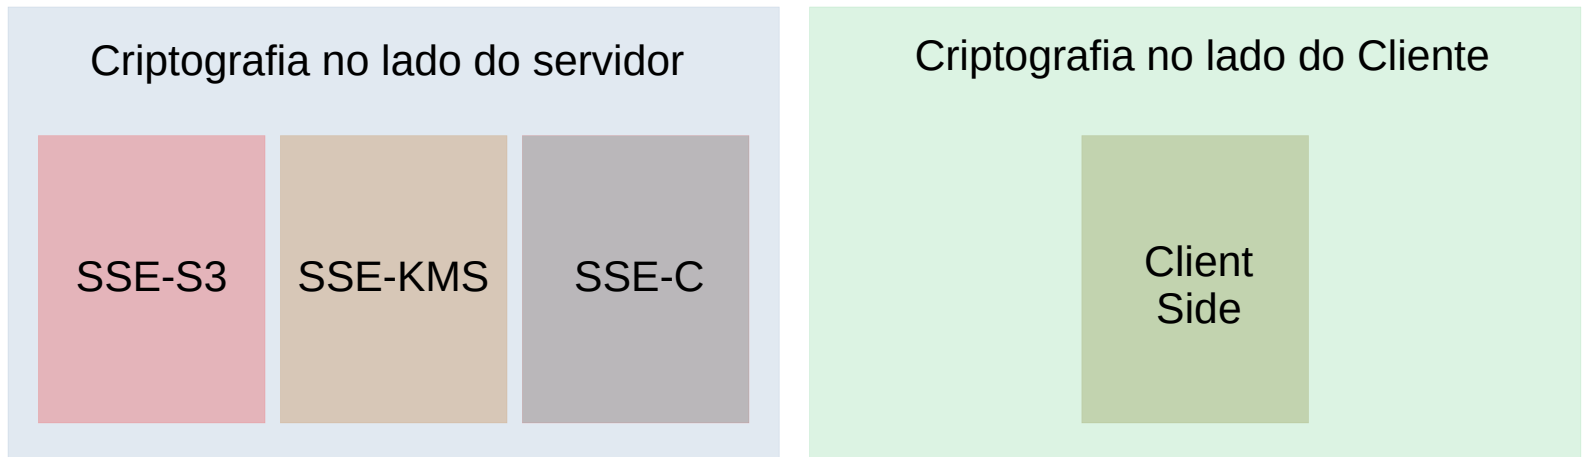 Criptografia no lado do servidor
SSE-S3
SSE-KMS
SSE-C
Criptografia no lado do Cliente
Client
Side